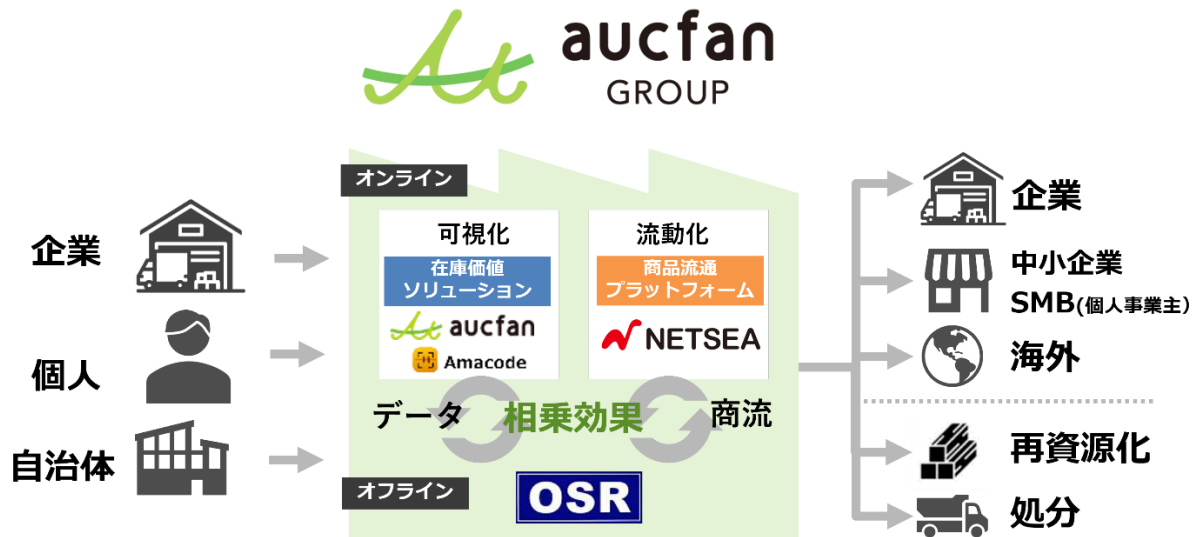 aucfan
GROUP
企業
個人
自治体
オンライン
可視化
在庫価値
ソリューション
aucfan
Amacode
流動化
商品流通
プラットフォーム
NETSEA
データ
相乗効果
商流
オフライン
OSR
企業
中小企業
SMB(個人事業主)
海外
再資源化
処分